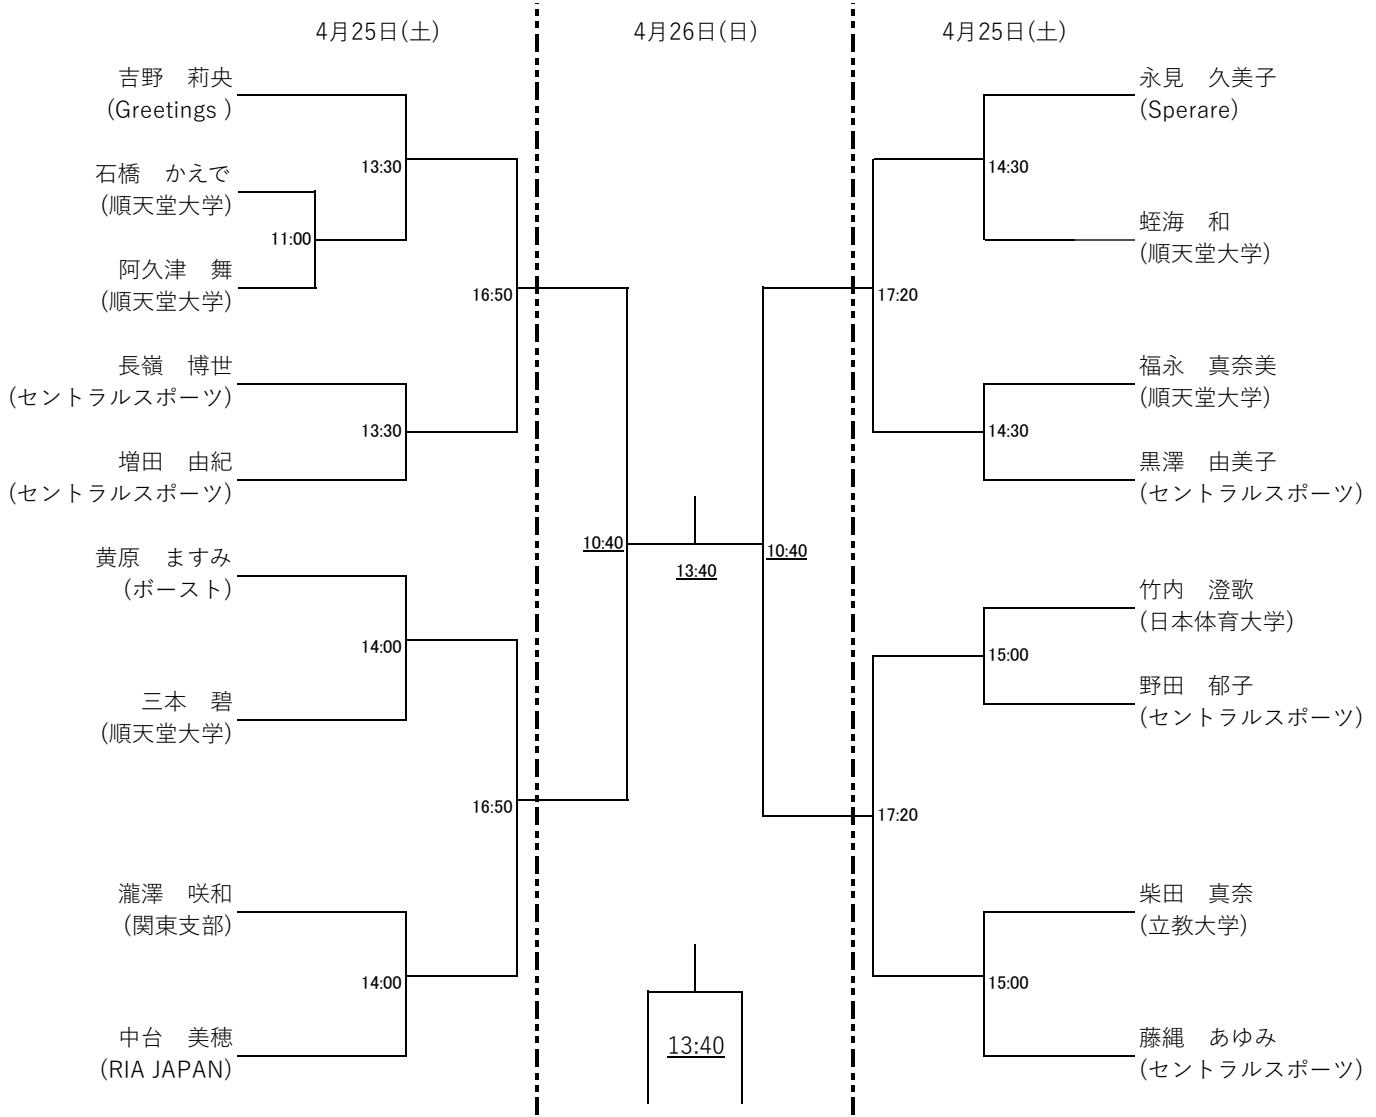 4月25日(土)
4月26日(日)
4月25日(土)
吉野　莉央
(Greetings )
石橋　かえで
(順天堂大学)
阿久津　舞
(順天堂大学)
長嶺　博世
(セントラルスポーツ)
増田　由紀
(セントラルスポーツ)
黄原　ますみ
(ボースト)
三本　碧
(順天堂大学)
瀧澤　咲和
(関東支部)
中台　美穂
(RIA JAPAN)
11:00
13:30
13:30
14:00
14:00
16:50
16:50
10:40
13:40
10:40
13:40
17:20
17:20
14:30
14:30
15:00
15:00
永見　久美子
(Sperare)
蛭海　和
(順天堂大学)
福永　真奈美
(順天堂大学)
黒澤　由美子
(セントラルスポーツ)
竹内　澄歌
(日本体育大学)
野田　郁子
(セントラルスポーツ)
柴田　真奈
(立教大学)
藤縄　あゆみ
(セントラルスポーツ)